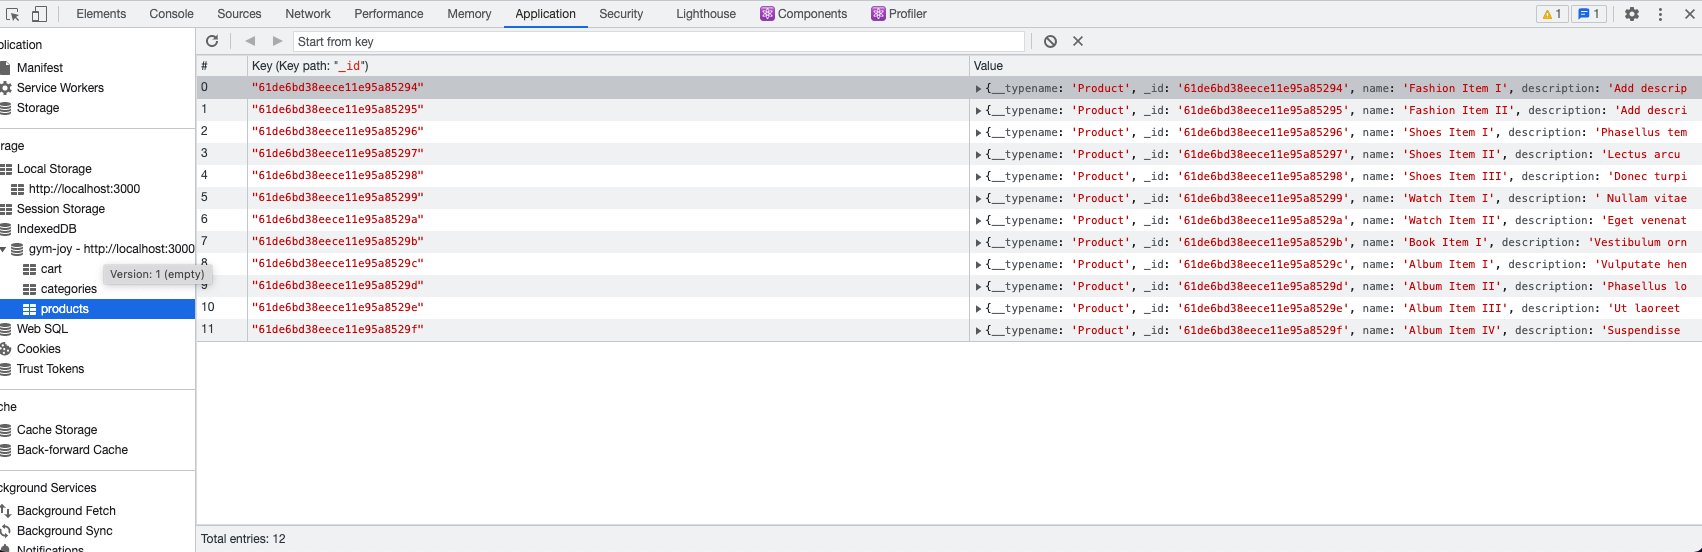 Elements Console Sources Network Performance Memory Application Security Lighthouse Components Profiler 1 1
plication
Manifest
Service Workers
Storage
rage
Local Storage
http://localhost:3000
Session Storage
IndexedDB
gym-joy - http://localhost:3000
cart
Version: 1 (empty)
categories
products
Web SQL
Cookies
Trust Tokens
che
Cache Storage
Back-forward Cache
ckground Services
Background Fetch
Background Sync
Notifications
Start from key
# Key (Key path: "_id") Value
0 "61de6bd38eece11e95a85294" {__typename: 'Product', _id: '61de6bd38eece11e95a85294', name: 'Fashion Item I', description: 'Add descrip
1 "61de6bd38eece11e95a85295" {__typename: 'Product', _id: '61de6bd38eece11e95a85295', name: 'Fashion Item II', description: 'Add descri
2 "61de6bd38eece11e95a85296" {__typename: 'Product', _id: '61de6bd38eece11e95a85296', name: 'Shoes Item I', description: 'Phasellus tem
3 "61de6bd38eece11e95a85297" {__typename: 'Product', _id: '61de6bd38eece11e95a85297', name: 'Shoes Item II', description: 'Lectus arcu
4 "61de6bd38eece11e95a85298" {__typename: 'Product', _id: '61de6bd38eece11e95a85298', name: 'Shoes Item III', description: 'Donec turpi
5 "61de6bd38eece11e95a85299" {__typename: 'Product', _id: '61de6bd38eece11e95a85299', name: 'Watch Item I', description: ' Nullam vitae
6 "61de6bd38eece11e95a8529a" {__typename: 'Product', _id: '61de6bd38eece11e95a8529a', name: 'Watch Item II', description: 'Eget venenat
7 "61de6bd38eece11e95a8529b" {__typename: 'Product', _id: '61de6bd38eece11e95a8529b', name: 'Book Item I', description: 'Vestibulum orn
8 "61de6bd38eece11e95a8529c" {__typename: 'Product', _id: '61de6bd38eece11e95a8529c', name: 'Album Item I', description: 'Vulputate hen
9 "61de6bd38eece11e95a8529d" {__typename: 'Product', _id: '61de6bd38eece11e95a8529d', name: 'Album Item II', description: 'Phasellus lo
10 "61de6bd38eece11e95a8529e" {__typename: 'Product', _id: '61de6bd38eece11e95a8529e', name: 'Album Item III', description: 'Ut laoreet
11 "61de6bd38eece11e95a8529f" {__typename: 'Product', _id: '61de6bd38eece11e95a8529f', name: 'Album Item IV', description: 'Suspendisse
Total entries: 12